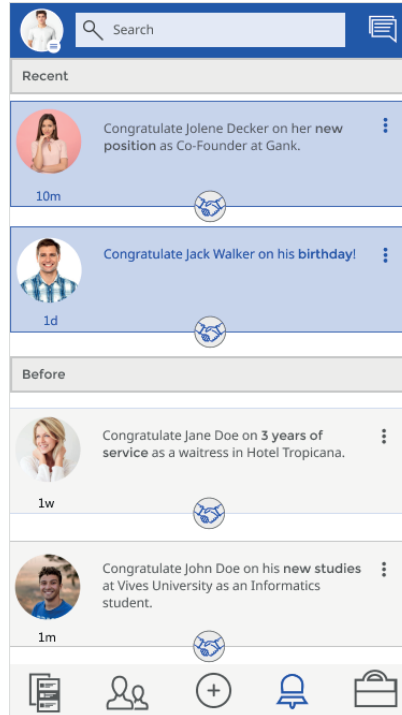 Search
Recent
Congratulate Jolene Decker on her new
position as Co-Founder at Gank.
10m
Congratulate Jack Walker on his birthday!
1d
Before
Congratulate Jane Doe on 3 years of
service as a waitress in Hotel Tropicana.
1w
Congratulate John Doe on his new studies
at Vives University as an Informatics
student.
1m